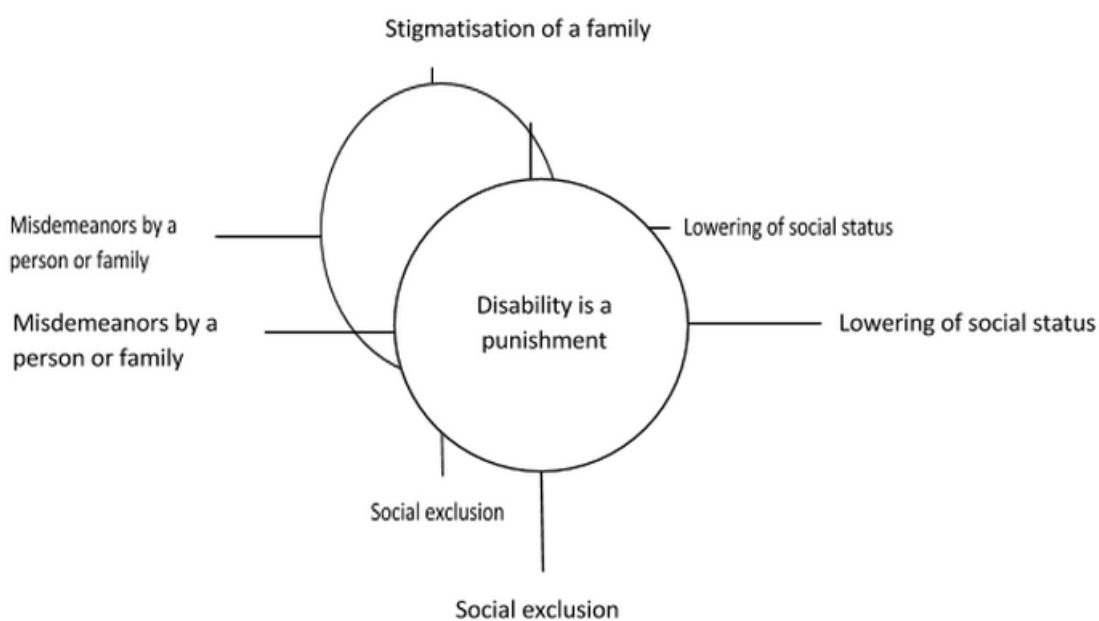 Stigmatisation of a family
Misdemeanors by a
person or family
Lowering of social status
Misdemeanors by a
person or family
Disability is a
punishment
Lowering of social status
Social exclusion
Social exclusion